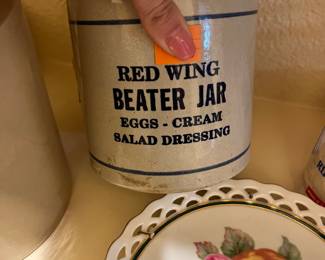 RED WING
BEATER JAR
EGGS - CREAM
SALAD DRESSING